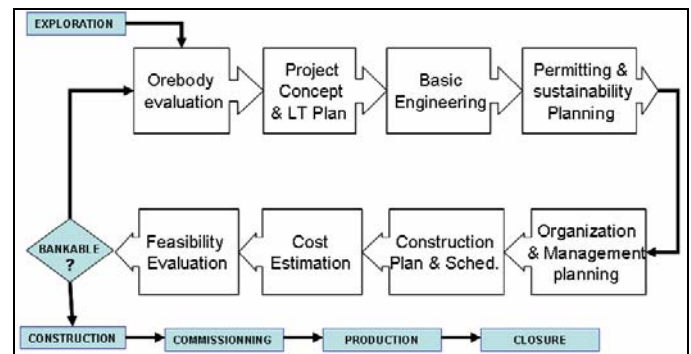 EXPLORATION
Orebody
evaluation
Project
Concept
& LT Plan
Basic
Engineering
Permitting &
sustainability
Planning
Organization
& Management
planning
Construction
Plan & Sched.
Cost
Estimation
Feasibility
Evaluation
BANKABLE
?
CONSTRUCTION
COMMISSIONNING
PRODUCTION
CLOSURE